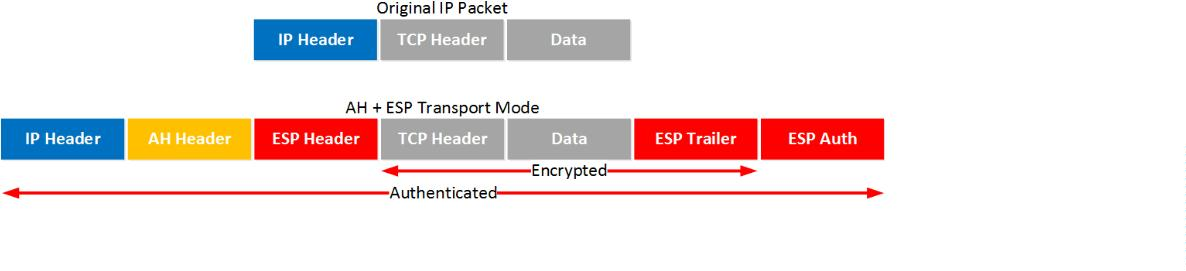 Original IP Packet
IP Header TCP Header Data
AH + ESP Transport Mode
IP Header AH Header ESP Header TCP Header Data ESP Trailer ESP Auth
Encrypted
Authenticated